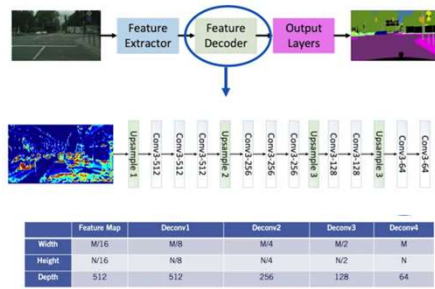 Feature Extractor
Feature Decoder
Output Layers
Upsample 1
Conv3-512
Conv3-512
Conv3-512
Upsample 2
Conv3-256
Conv3-256
Conv3-256
Upsample 3
Conv3-128
Conv3-128
Upsample 3
Conv3-64
Conv3-64
Feature Map Deconv1 Deconv2 Deconv3 Deconv4
Width M/16 M/8 M/4 M/2 M
Height N/16 N/8 N/4 N/2 N
Depth 512 512 256 128 64